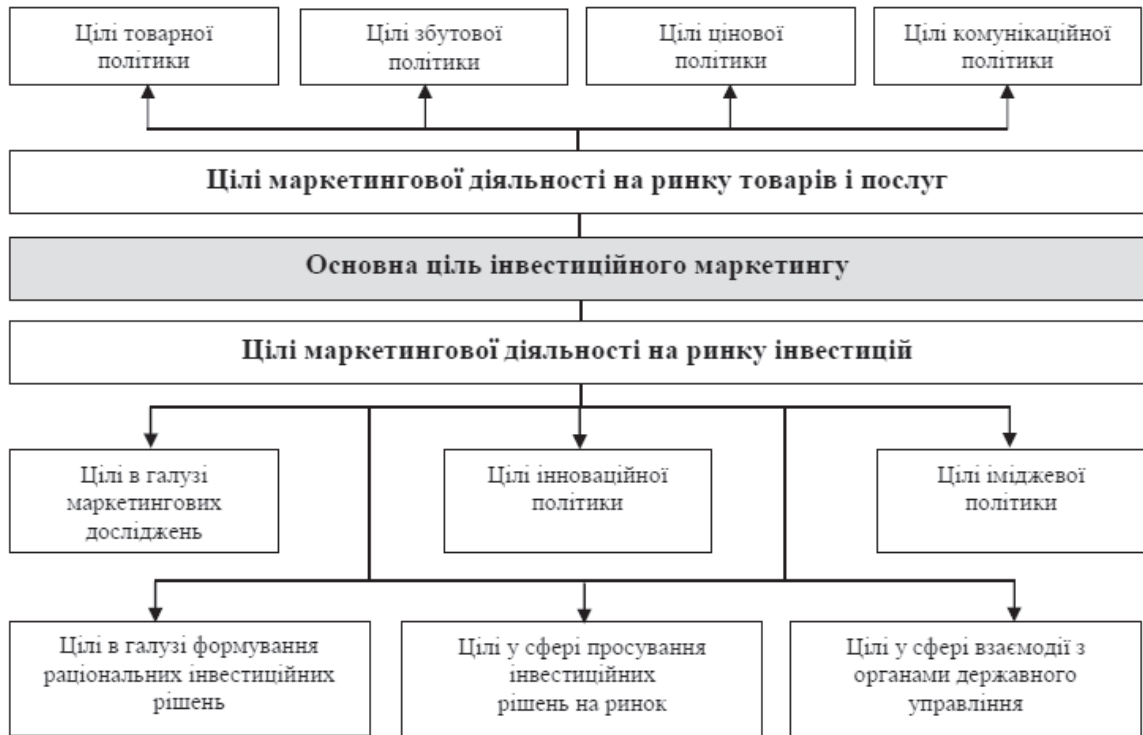 Цілі товарної
політики
Цілі збутової
політики
Цілі цінової
політики
Цілі комунікаційної
політики
Цілі маркетингової діяльності на ринку товарів і послуг
Основна ціль інвестиційного маркетингу
Цілі маркетингової діяльності на ринку інвестицій
Цілі в галузі
маркетингових
досліджень
Цілі інноваційної
політики
Цілі іміджевої
політики
Цілі в галузі формування
раціональних інвестиційних
рішень
Цілі у сфері просування
інвестиційних
рішень на ринок
Цілі у сфері взаємодії з
органами державного
управління